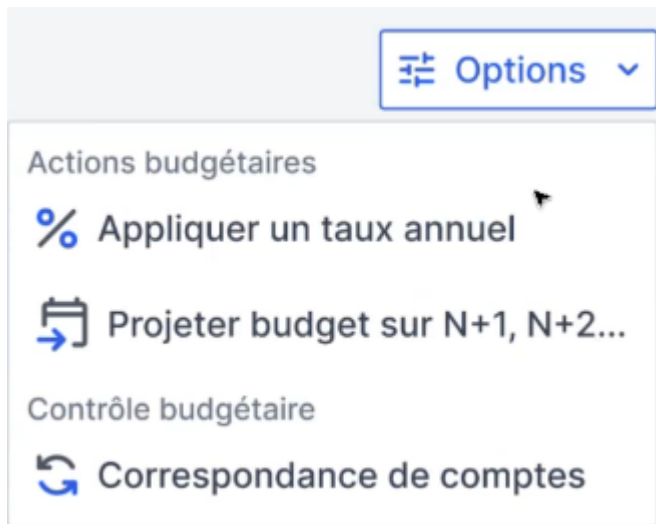 Options
Actions budgétaires
Appliquer un taux annuel
Projeter budget sur N+1, N+2...
Contrôle budgétaire
Correspondance de comptes